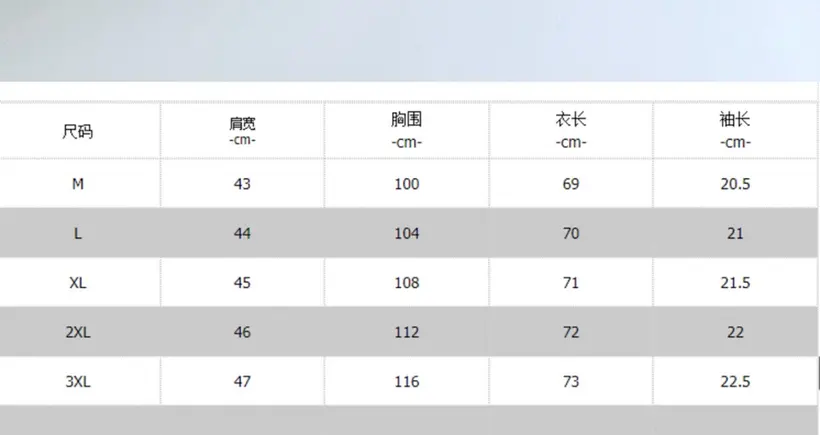 尺码 肩宽 胸围 衣长 袖长
-cm- -cm- -cm- -cm-
M 43 100 69 20.5
L 44 104 70 21
XL 45 108 71 21.5
2XL 46 112 72 22
3XL 47 116 73 22.5